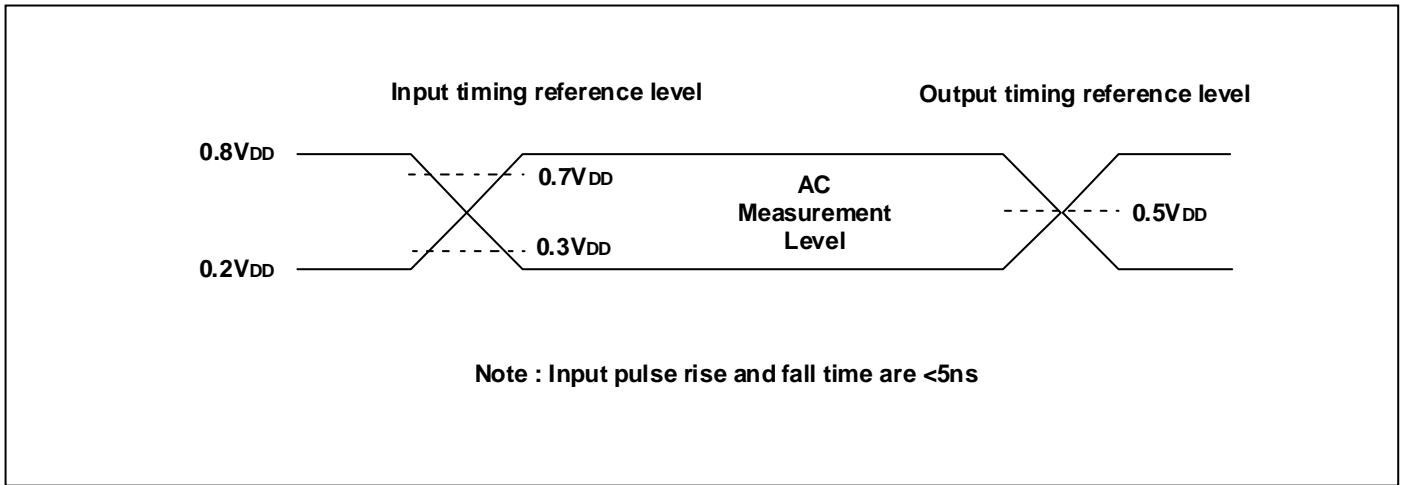 Input timing reference level
Output timing reference level
0.8VDD
0.7VDD
AC
Measurement
Level
0.5VDD
0.3VDD
0.2VDD
Note : Input pulse rise and fall time are <5ns